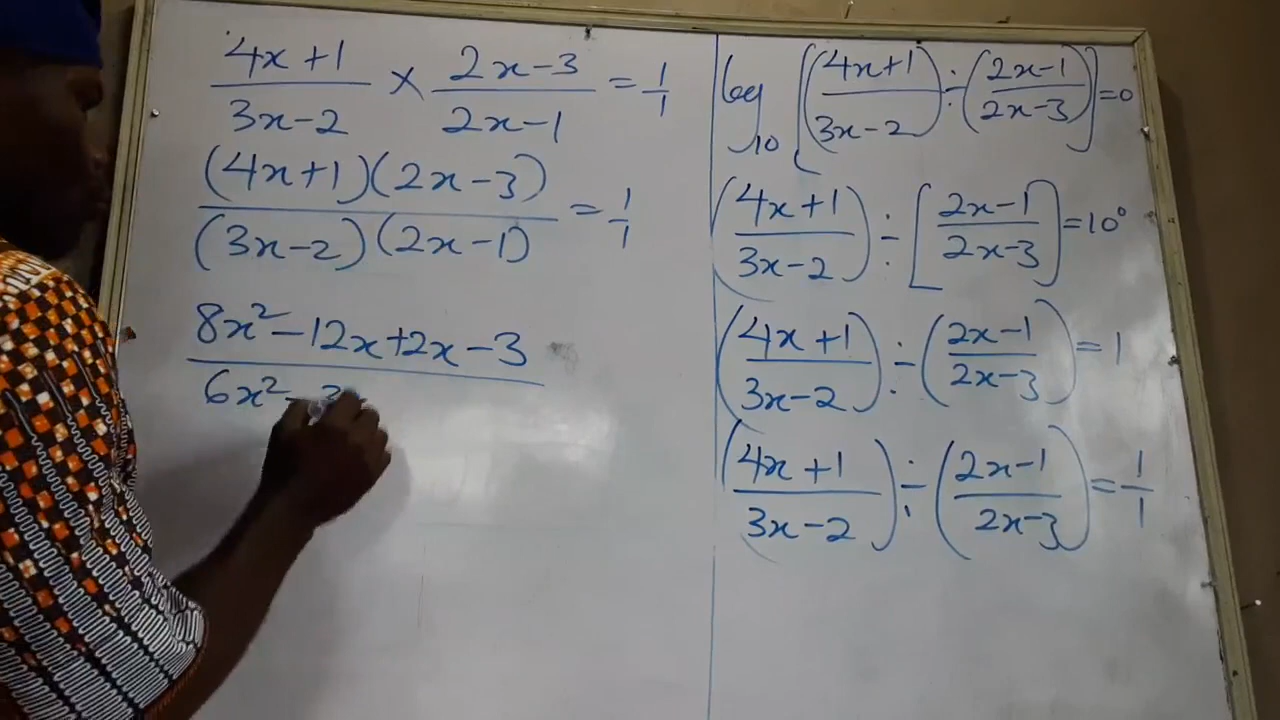 4x+1/3x-2 × 2x-3/2x-1 = 1/1
(4x+1)(2x-3)/(3x-2)(2x-1) = 1/1
8x²-12x+2x-3/6x²-3
log₁₀[(4x+1/3x-2)÷(2x-1/2x-3)]=0
(4x+1/3x-2)÷[2x-1/2x-3]=10⁰
(4x+1/3x-2)÷(2x-1/2x-3)=1
(4x+1/3x-2)÷(2x-1/2x-3)=1/1